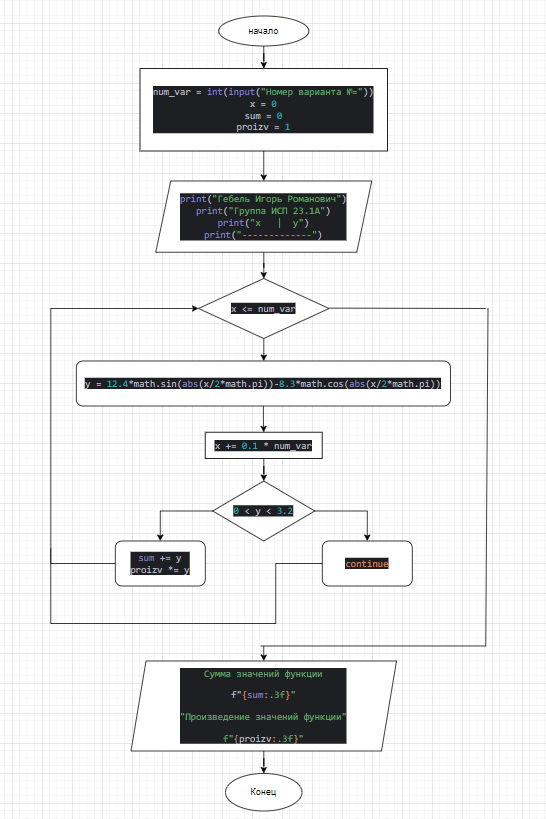 начало
num_var = int(input("Номер варианта №="))
x = 0
sum = 0
proizv = 1
print("Гебель Игорь Романович")
print("Группа ИСП 23.1А")
print("x   |  y")
print("-------------")
x <= num_var
y = 12.4*math.sin(abs(x/2*math.pi))-8.3*math.cos(abs(x/2*math.pi))
x += 0.1 * num_var
0 < y < 3.2
sum += y
proizv *= y
continue
Сумма значений функции
f"{sum:.3f}"
"Произведение значений функции"
f"{proizv:.3f}"
Конец